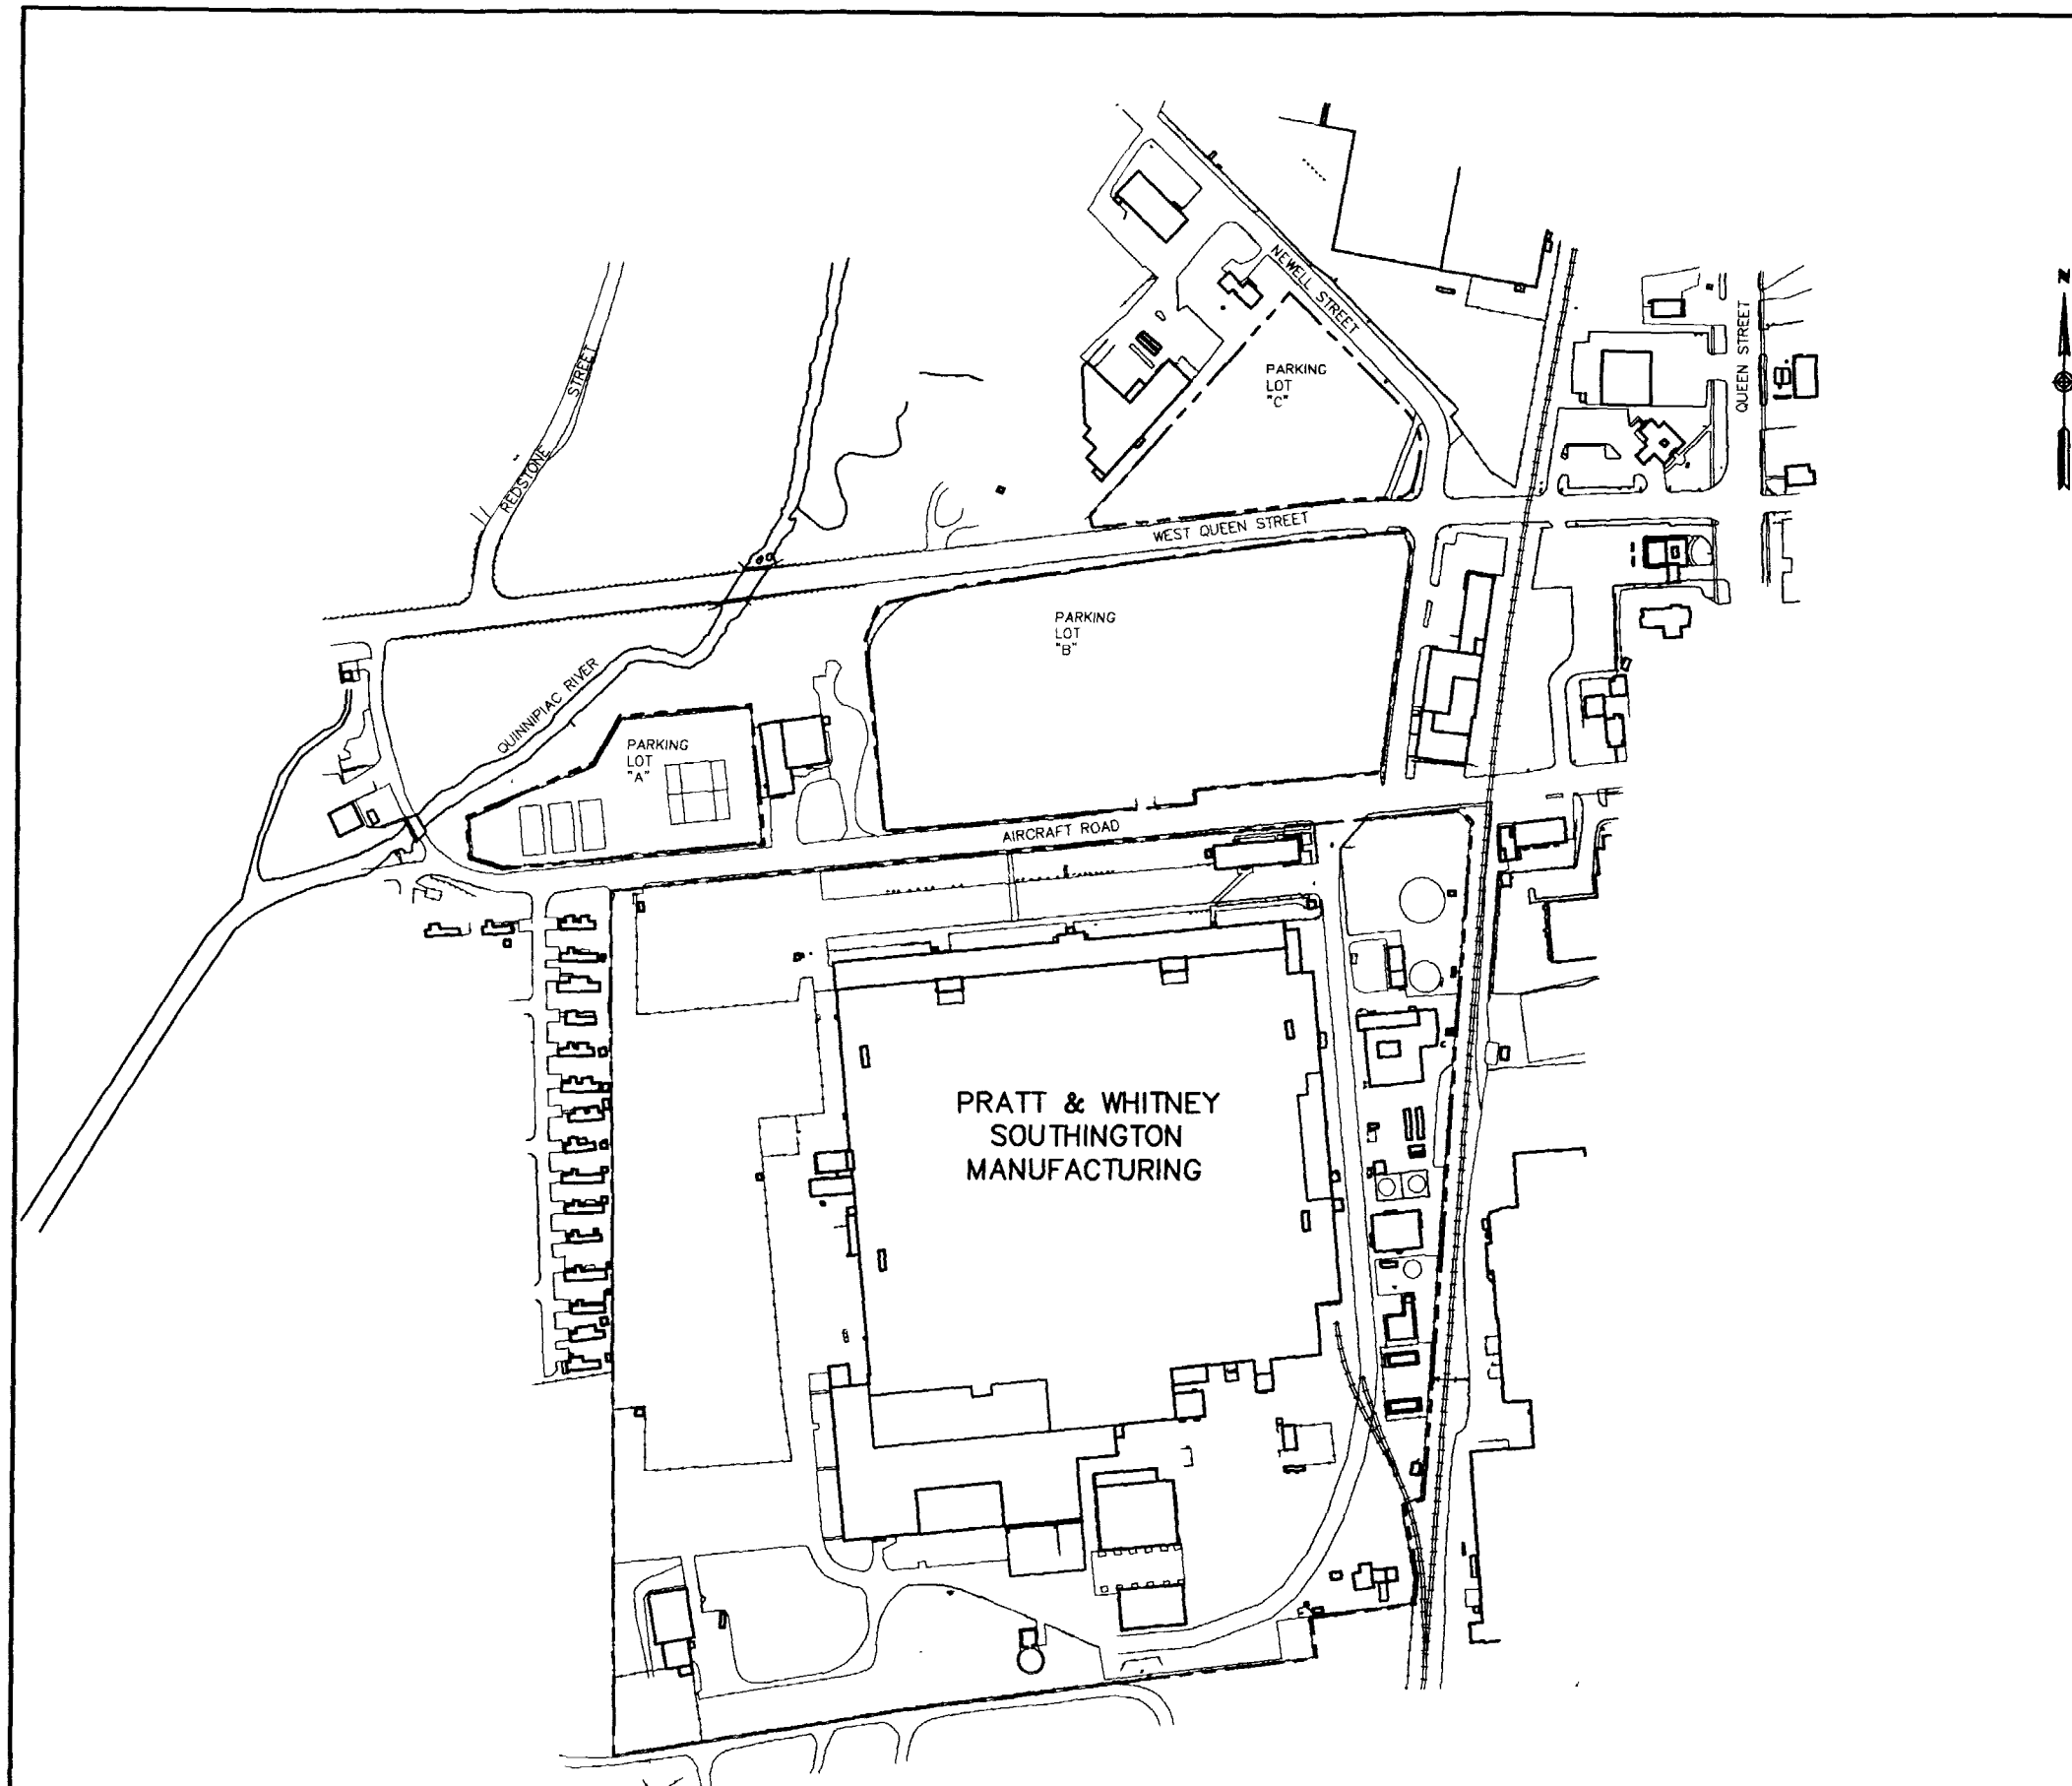 N
NEWELL STREET
QUEEN STREET
REDSTONE STREET
PARKING
LOT
"C"
WEST QUEEN STREET
PARKING
LOT
"B"
QUINNIPIAC RIVER
PARKING
LOT
"A"
AIRCRAFT ROAD
PRATT & WHITNEY
SOUTHINGTON
MANUFACTURING